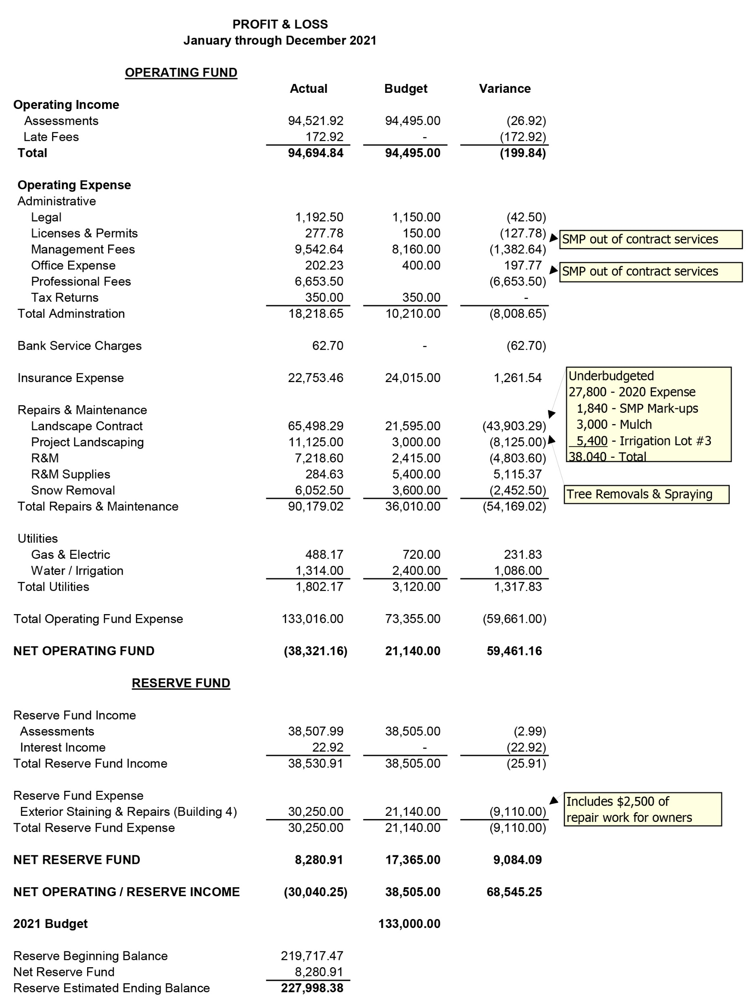 PROFIT & LOSS
January through December 2021
OPERATING FUND
Actual Budget Variance
Operating Income
Assessments 94,521.92 94,495.00 (26.92)
Late Fees 172.92 - (172.92)
Total 94,694.84 94,495.00 (199.84)
Operating Expense
Administrative
Legal 1,192.50 1,150.00 (42.50)
Licenses & Permits 277.78 150.00 (127.78)
SMP out of contract services
Management Fees 9,542.64 8,160.00 (1,382.64)
Office Expense 202.23 400.00 197.77
SMP out of contract services
Professional Fees 6,653.50 (6,653.50)
Tax Returns 350.00 350.00 -
Total Adminstration 18,218.65 10,210.00 (8,008.65)
Bank Service Charges 62.70 - (62.70)
Insurance Expense 22,753.46 24,015.00 1,261.54
Underbudgeted
27,800 - 2020 Expense
1,840 - SMP Mark-ups
3,000 - Mulch
5,400 - Irrigation Lot #3
38,040 - Total
Repairs & Maintenance
Landscape Contract 65,498.29 21,595.00 (43,903.29)
Project Landscaping 11,125.00 3,000.00 (8,125.00)
R&M 7,218.60 2,415.00 (4,803.60)
R&M Supplies 284.63 5,400.00 5,115.37
Snow Removal 6,052.50 3,600.00 (2,452.50)
Tree Removals & Spraying
Total Repairs & Maintenance 90,179.02 36,010.00 (54,169.02)
Utilities
Gas & Electric 488.17 720.00 231.83
Water / Irrigation 1,314.00 2,400.00 1,086.00
Total Utilities 1,802.17 3,120.00 1,317.83
Total Operating Fund Expense 133,016.00 73,355.00 (59,661.00)
NET OPERATING FUND (38,321.16) 21,140.00 59,461.16
RESERVE FUND
Reserve Fund Income
Assessments 38,507.99 38,505.00 (2.99)
Interest Income 22.92 - (22.92)
Total Reserve Fund Income 38,530.91 38,505.00 (25.91)
Reserve Fund Expense
Includes $2,500 of
repair work for owners
Exterior Staining & Repairs (Building 4) 30,250.00 21,140.00 (9,110.00)
Total Reserve Fund Expense 30,250.00 21,140.00 (9,110.00)
NET RESERVE FUND 8,280.91 17,365.00 9,084.09
NET OPERATING / RESERVE INCOME (30,040.25) 38,505.00 68,545.25
2021 Budget 133,000.00
Reserve Beginning Balance 219,717.47
Net Reserve Fund 8,280.91
Reserve Estimated Ending Balance 227,998.38